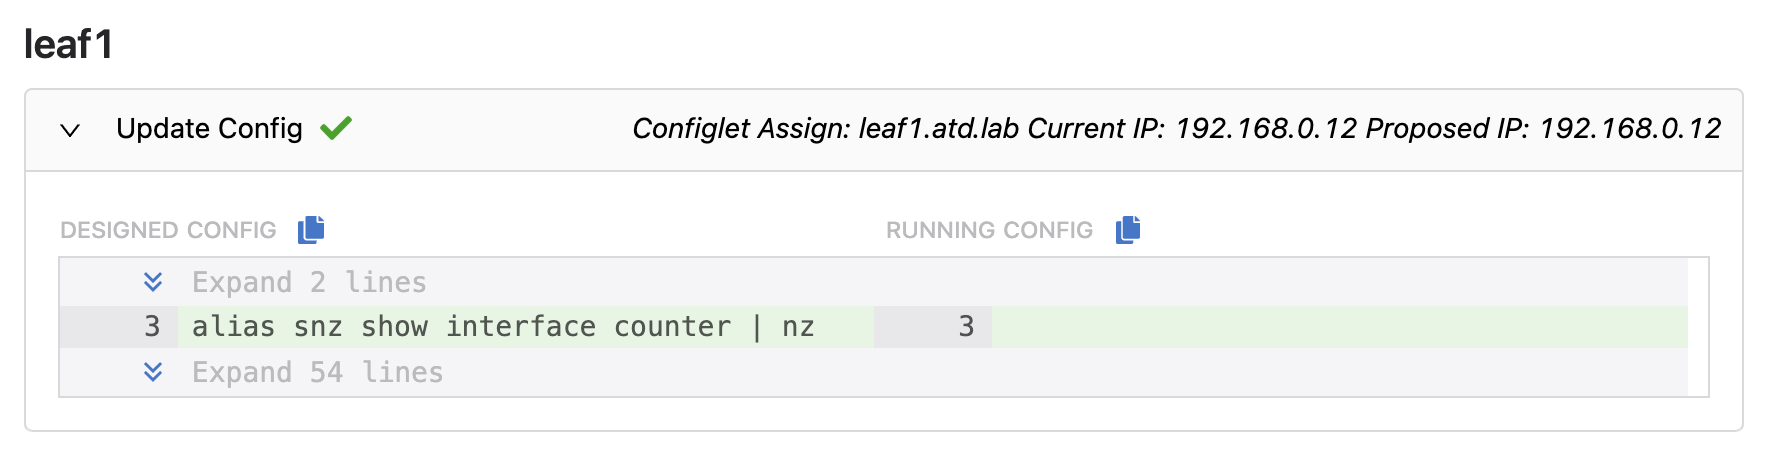 leaf1
Update Config Configlet Assign: leaf1.atd.lab Current IP: 192.168.0.12 Proposed IP: 192.168.0.12
DESIGNED CONFIG RUNNING CONFIG
Expand 2 lines
3 alias snz show interface counter | nz 3
Expand 54 lines